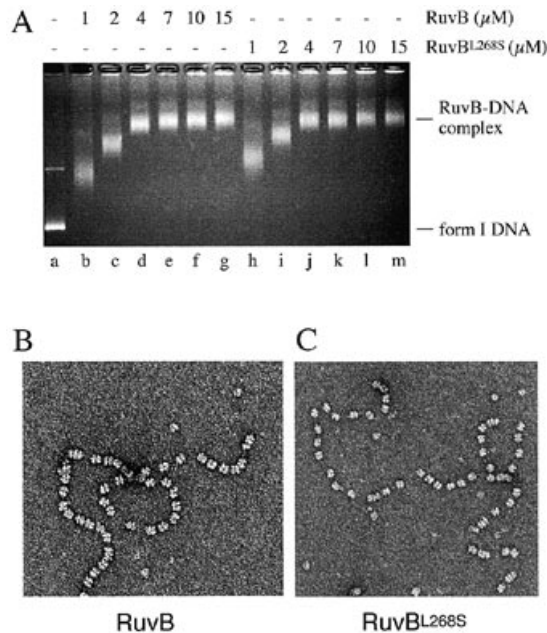 A
RuvB (µM)
- 1 2 4 7 10 15 - - - - - -
RuvBL268S (µM)
- - - - - - - 1 2 4 7 10 15
RuvB-DNA
complex
form I DNA
a b c d e f g h i j k l m
B
C
RuvB
RuvBL268S